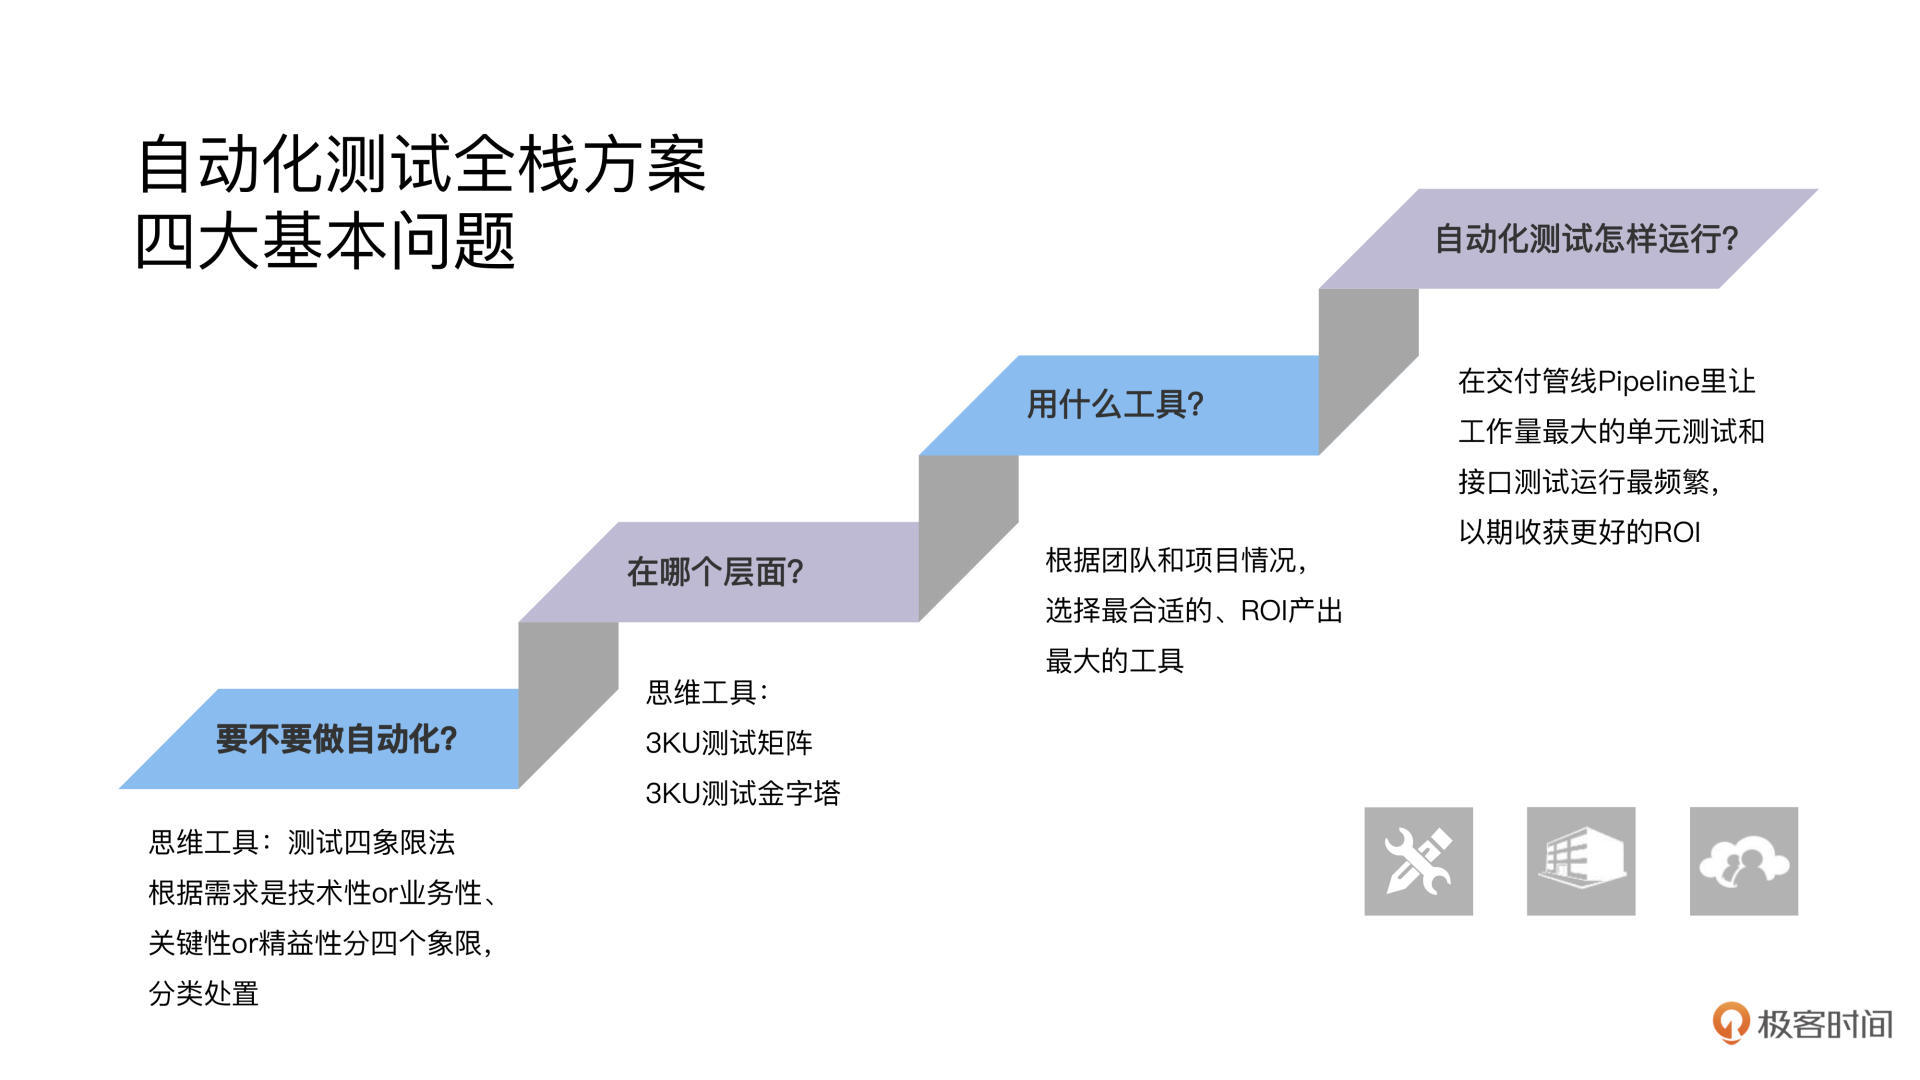 自动化测试全栈方案
四大基本问题
要不要做自动化?
思维工具：测试四象限法
根据需求是技术性or业务性、
关键性or精益性分四个象限，
分类处置
在哪个层面?
思维工具：
3KU测试矩阵
3KU测试金字塔
用什么工具?
根据团队和项目情况，
选择最合适的、ROI产出
最大的工具
自动化测试怎样运行?
在交付管线Pipeline里让
工作量最大的单元测试和
接口测试运行最频繁，
以期收获更好的ROI
极客时间